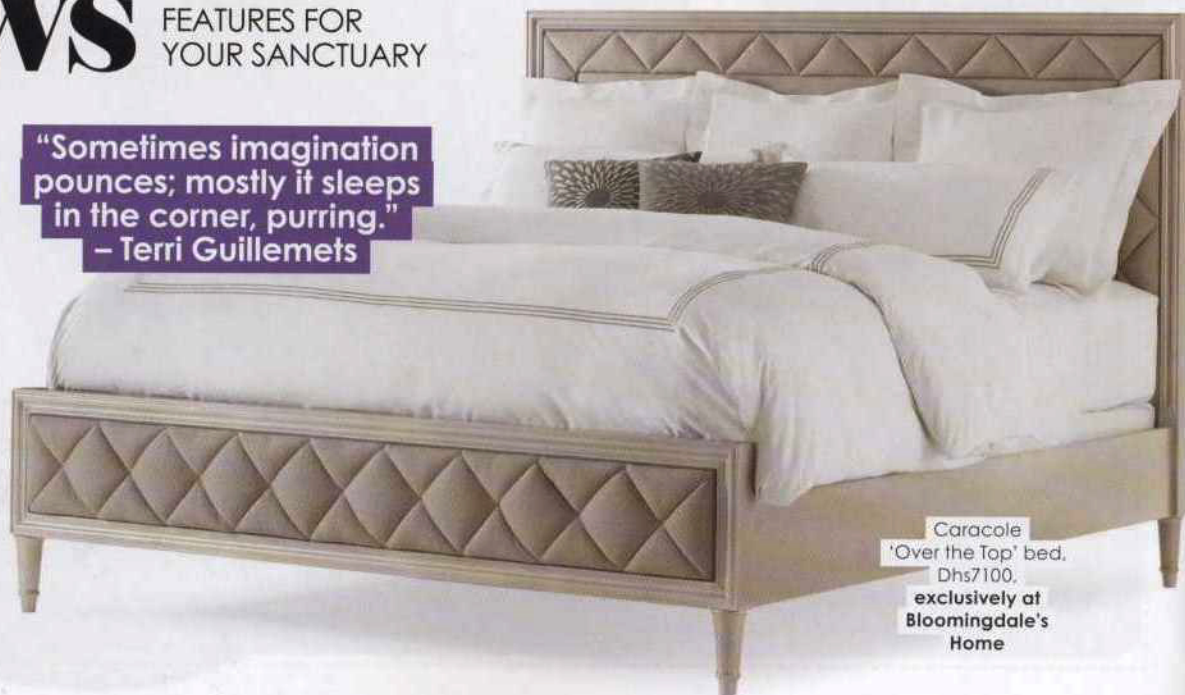 WS
FEATURES FOR
YOUR SANCTUARY
“Sometimes imagination
pounces; mostly it sleeps
in the corner, purring.”
– Terri Guillemets
Caracole
‘Over the Top’ bed,
Dhs7100,
exclusively at
Bloomingdale's
Home